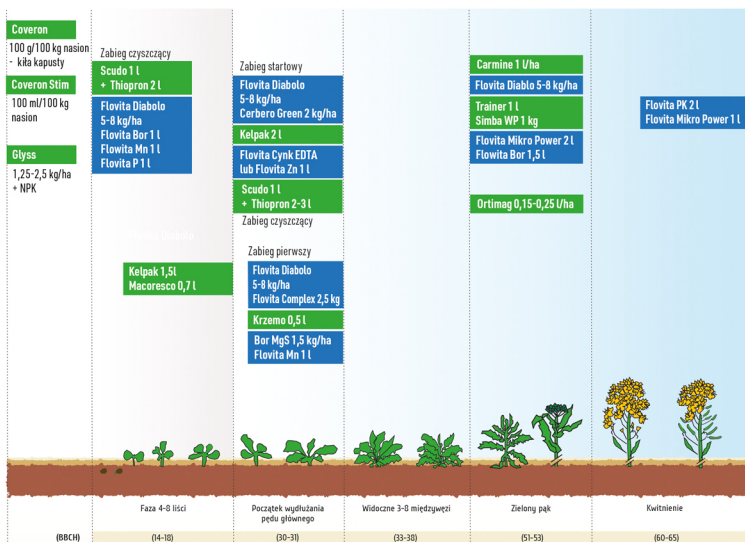 Coveron
100 g/100 kg nasion
- kiła kapusty
Coveron Stim
100 ml/100 kg
nasion
Glyss
1,25-2,5 kg/ha
+ NPK
Zabieg czyszczący
Scudo 1 l
+ Thiopron 2 l
Flovita Diabolo
5-8 kg/ha
Flovita Bor 1 l
Flowita Mn 1 l
Flovita P 1 l
Kelpak 1,5l
Macoresco 0,7 l
Zabieg startowy
Flovita Diabolo
5-8 kg/ha
Cerbero Green 2 kg/ha
Kelpak 2 l
Flovita Cynk EDTA
lub Flovita Zn 1 l
Scudo 1 l
+ Thiopron 2-3 l
Zabieg czyszczący
Zabieg pierwszy
Flovita Diabolo
5-8 kg/ha
Flovita Complex 2,5 kg
Krzemo 0,5 l
Bor MgS 1,5 kg/ha
Flovita Mn 1 l
Carmine 1 l/ha
Flovita Diablo 5-8 kg/ha
Trainer 1 l
Simba WP 1 kg
Flovita Mikro Power 2 l
Flowita Bor 1,5 l
Ortimag 0,15-0,25 l/ha
Flovita PK 2 l
Flovita Mikro Power 1 l
Faza 4-8 liści
Początek wydłużania
pędu głównego
Widoczne 3-8 międzywęzi
Zielony pąk
Kwitnienie
(BBCH)
(14-18)
(30-31)
(33-38)
(51-53)
(60-65)